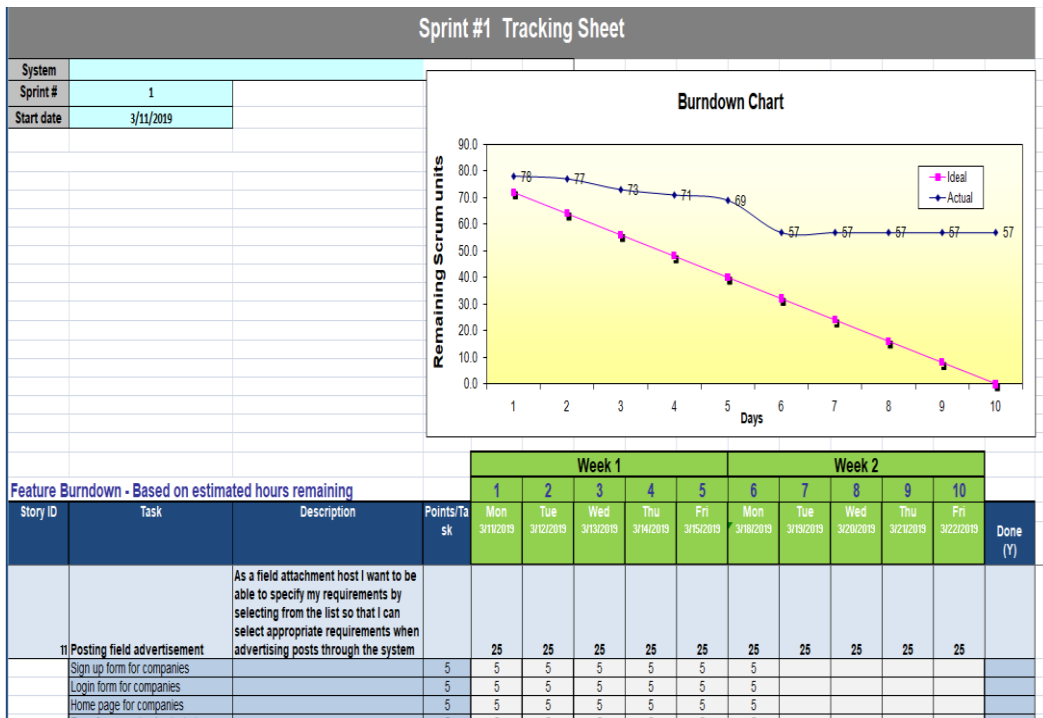 Sprint #1 Tracking Sheet
System
Sprint # 1
Start date 3/11/2019
Burndown Chart
Remaining Scrum units
90.0
80.0
70.0
60.0
50.0
40.0
30.0
20.0
10.0
0.0
78 77 73 71 69 57 57 57 57 57
Ideal
Actual
1 2 3 4 5 6 7 8 9 10
Days
Week 1 Week 2
Feature Burndown - Based on estimated hours remaining 1 2 3 4 5 6 7 8 9 10
Story ID Task Description Points/Ta Mon Tue Wed Thu Fri Mon Tue Wed Thu Fri
sk 3/11/2019 3/12/2019 3/13/2019 3/14/2019 3/15/2019 3/18/2019 3/19/2019 3/20/2019 3/21/2019 3/22/2019 Done
(Y)
As a field attachment host I want to be
able to specify my requirements by
selecting from the list so that I can
select appropriate requirements when
11 Posting field advertisement advertising posts through the system 25 25 25 25 25 25 25 25 25 25
Sign up form for companies 5 5 5 5 5 5 5
Login form for companies 5 5 5 5 5 5 5
Home page for companies 5 5 5 5 5 5 5